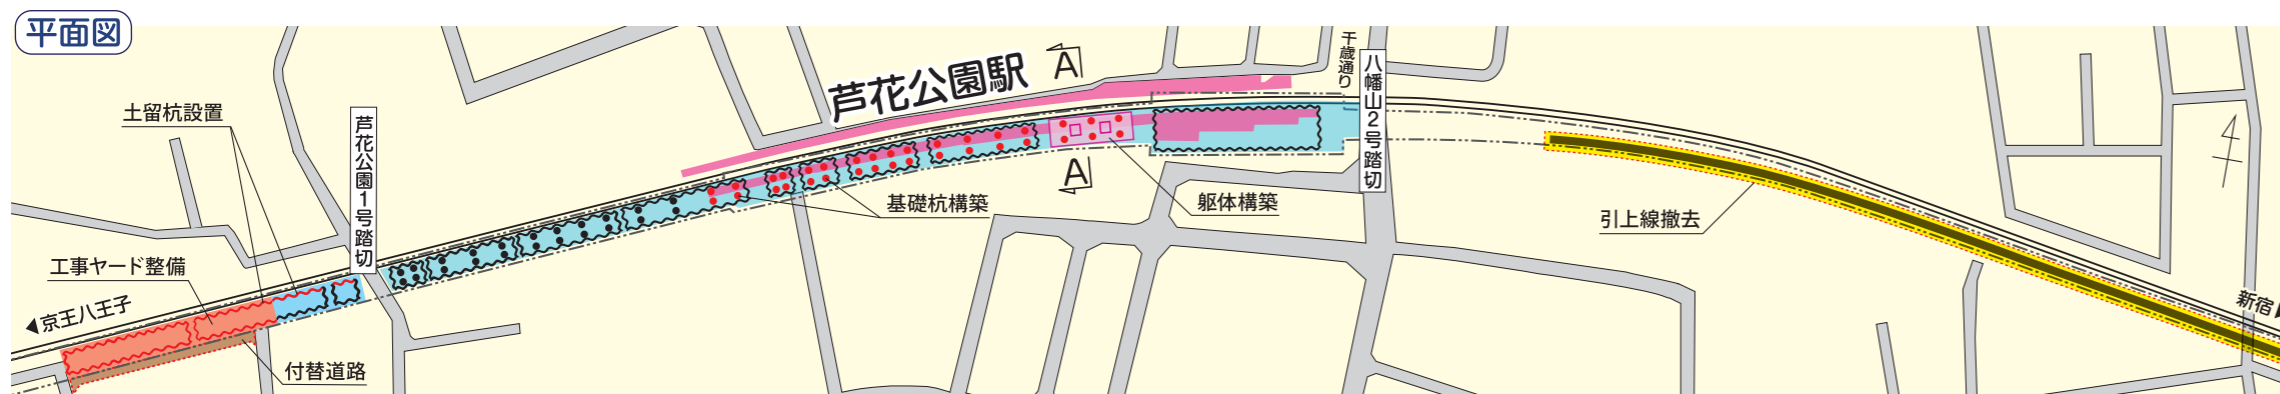 平面図
土留杭設置
芦花公園1号踏切
工事ヤード整備
京王八王子
付替道路
芦花公園駅
A
A
基礎杭構築
躯体構築
千歳通り
八幡山2号踏切
引上線撤去
新宿